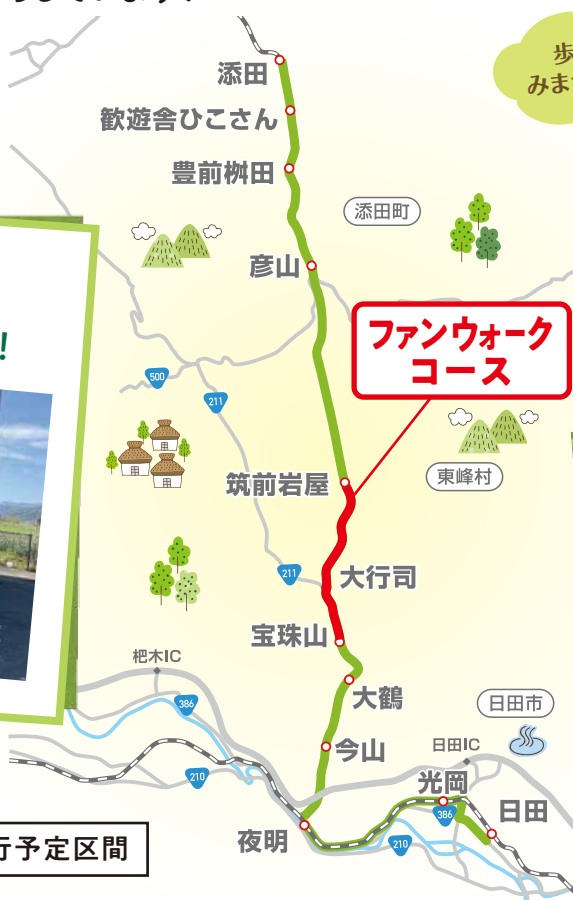 添田
歩
みま
歓遊舎ひこさん
豊前桝田
添田町
彦山
!
ファンウォーク
コース
500
211
筑前岩屋
東峰村
211
大行司
宝珠山
杷木IC
大鶴
386
日田市
今山
日田IC
210
光岡
386
日田
夜明
210
行予定区間